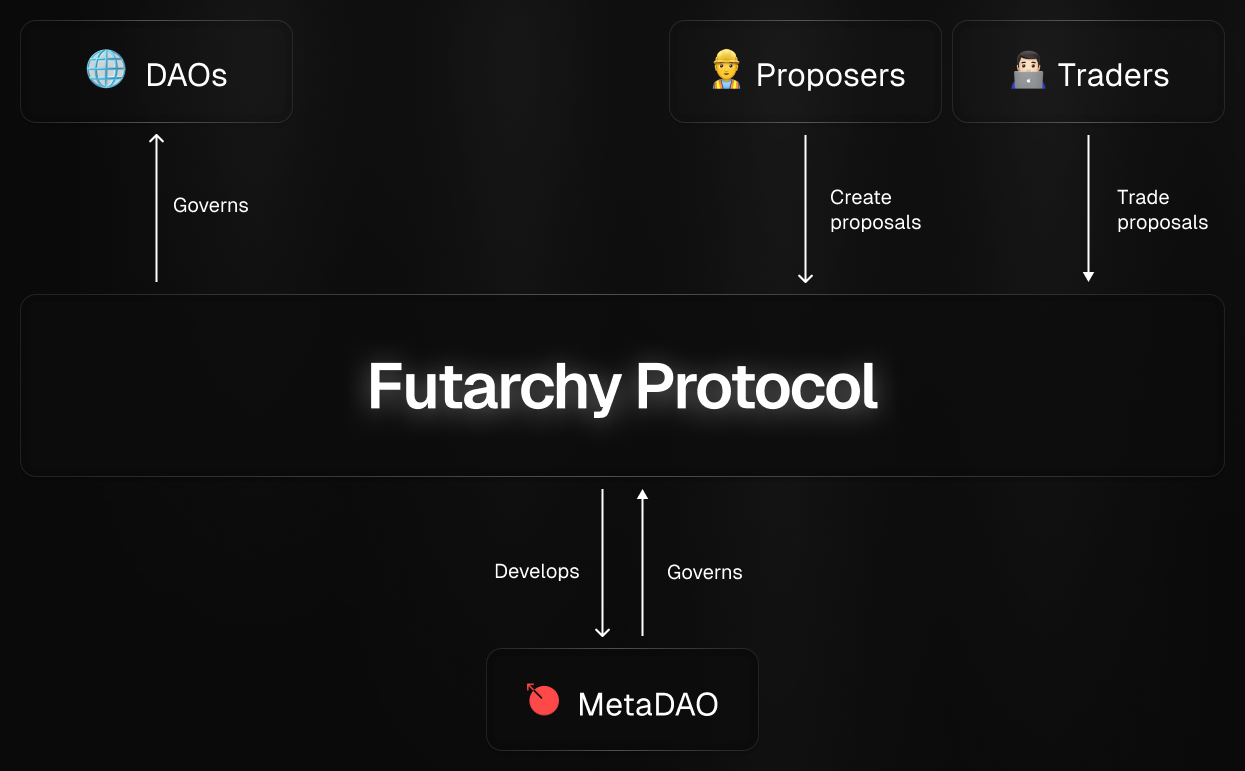 DAOs
Proposers
Traders
Governs
Create
proposals
Trade
proposals
Futarchy Protocol
Develops
Governs
MetaDAO